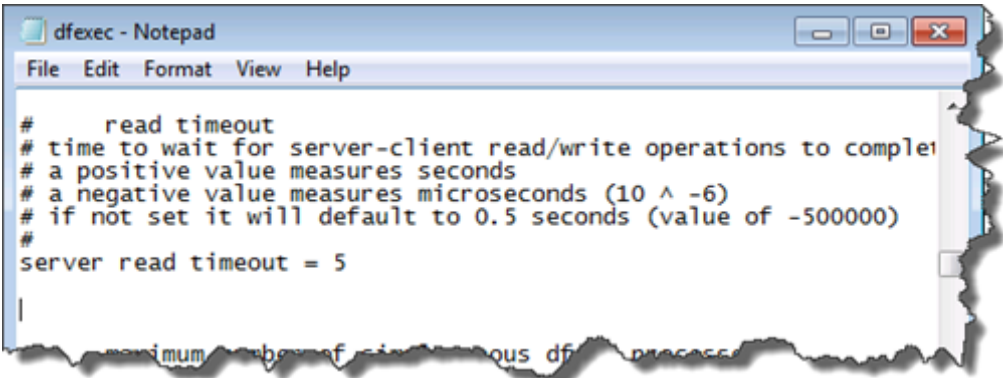 dfexec - Notepad
File Edit Format View Help
#     read timeout
# time to wait for server-client read/write operations to complet
# a positive value measures seconds
# a negative value measures microseconds (10 ^ -6)
# if not set it will default to 0.5 seconds (value of -500000)
#
server read timeout = 5
of